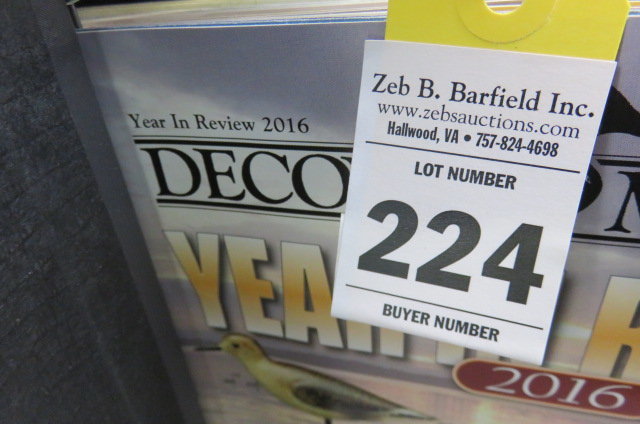 Zeb B. Barfield Inc.
www.zebsauctions.com
Hallwood, VA • 757-824-4698
LOT NUMBER
224
BUYER NUMBER
Year In Review 2016
DECO
YEA
2016